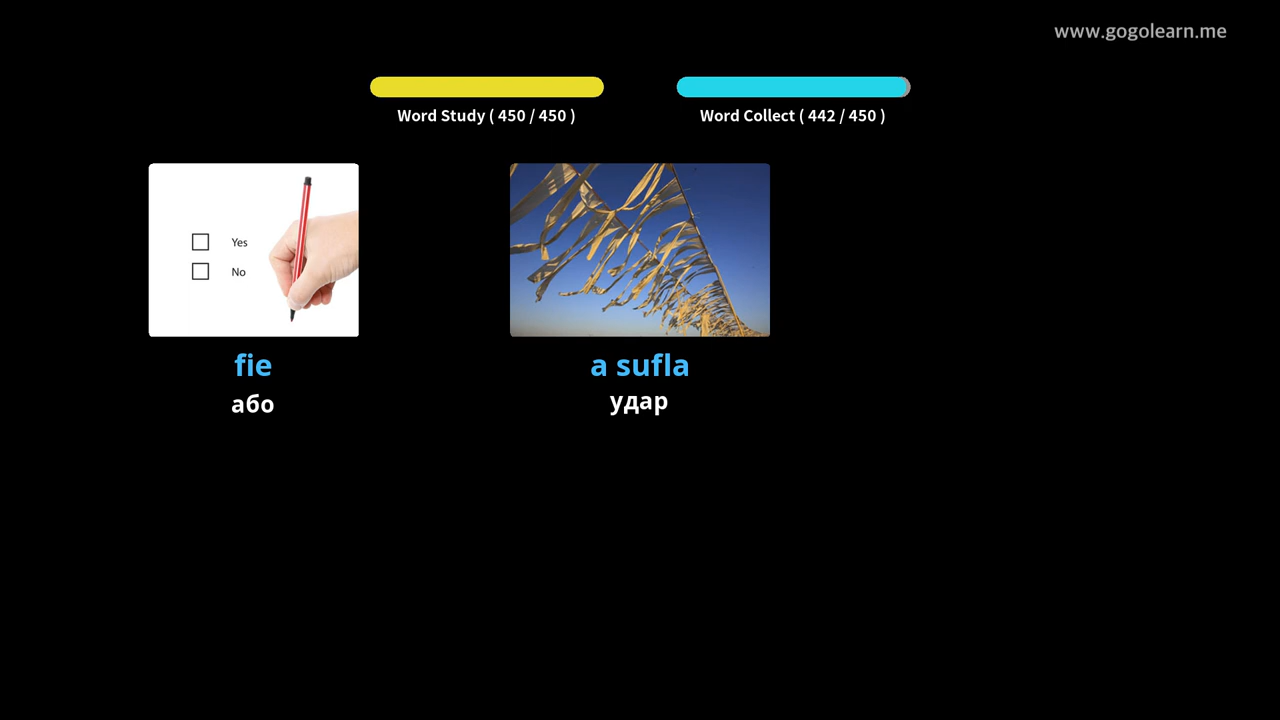 www.gogolearn.me
Word Study ( 450 / 450 )
Word Collect ( 442 / 450 )
Yes
No
fie
або
a sufla
удар